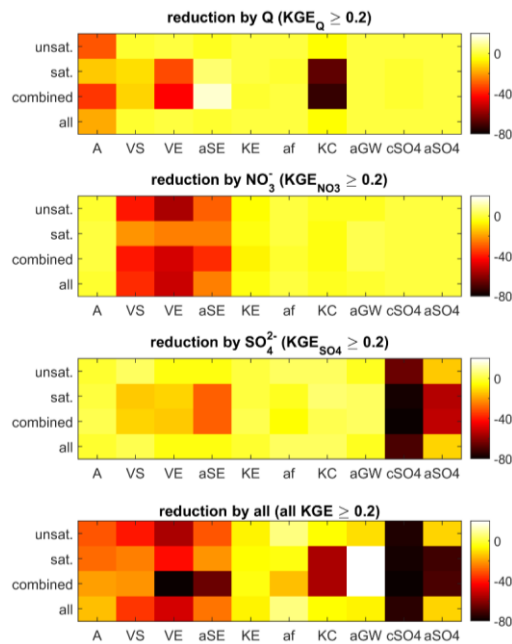 reduction by Q (KGE_Q ≥ 0.2)
unsat.
sat.
combined
all
A VS VE aSE KE af KC aGW cSO4 aSO4
0
-40
-80
reduction by NO₃⁻ (KGE_NO3 ≥ 0.2)
unsat.
sat.
combined
all
A VS VE aSE KE af KC aGW cSO4 aSO4
0
-40
-80
reduction by SO₄²⁻ (KGE_SO4 ≥ 0.2)
unsat.
sat.
combined
all
A VS VE aSE KE af KC aGW cSO4 aSO4
0
-40
-80
reduction by all (all KGE ≥ 0.2)
unsat.
sat.
combined
all
A VS VE aSE KE af KC aGW cSO4 aSO4
0
-40
-80